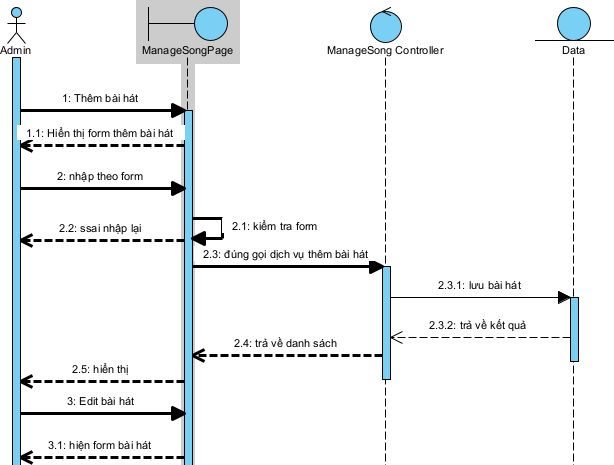 Admin
ManageSongPage
ManageSong Controller
Data
1: Thêm bài hát
1.1: Hiển thị form thêm bài hát
2: nhập theo form
2.1: kiểm tra form
2.2: ssai nhập lại
2.3: đúng gọi dịch vụ thêm bài hát
2.3.1: lưu bài hát
2.3.2: trả về kết quả
2.4: trả về danh sách
2.5: hiển thị
3: Edit bài hát
3.1: hiện form bài hát